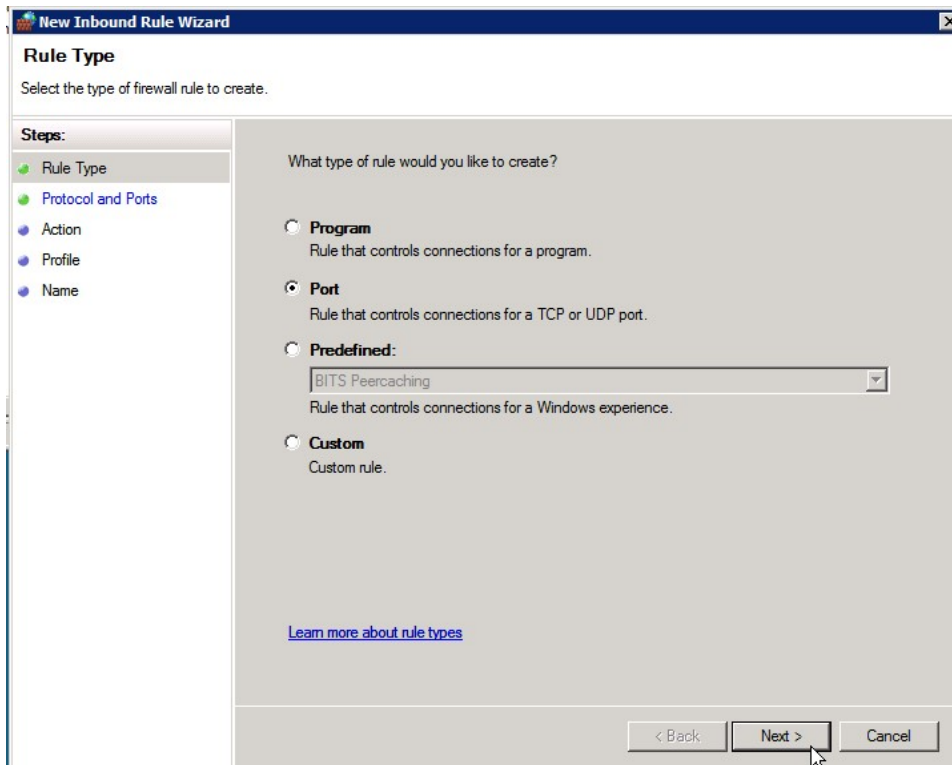 New Inbound Rule Wizard
Rule Type
Select the type of firewall rule to create.
Steps:
Rule Type
Protocol and Ports
Action
Profile
Name
What type of rule would you like to create?
Program
Rule that controls connections for a program.
Port
Rule that controls connections for a TCP or UDP port.
Predefined:
BITS Peercaching
Rule that controls connections for a Windows experience.
Custom
Custom rule.
Learn more about rule types
< Back
Next >
Cancel